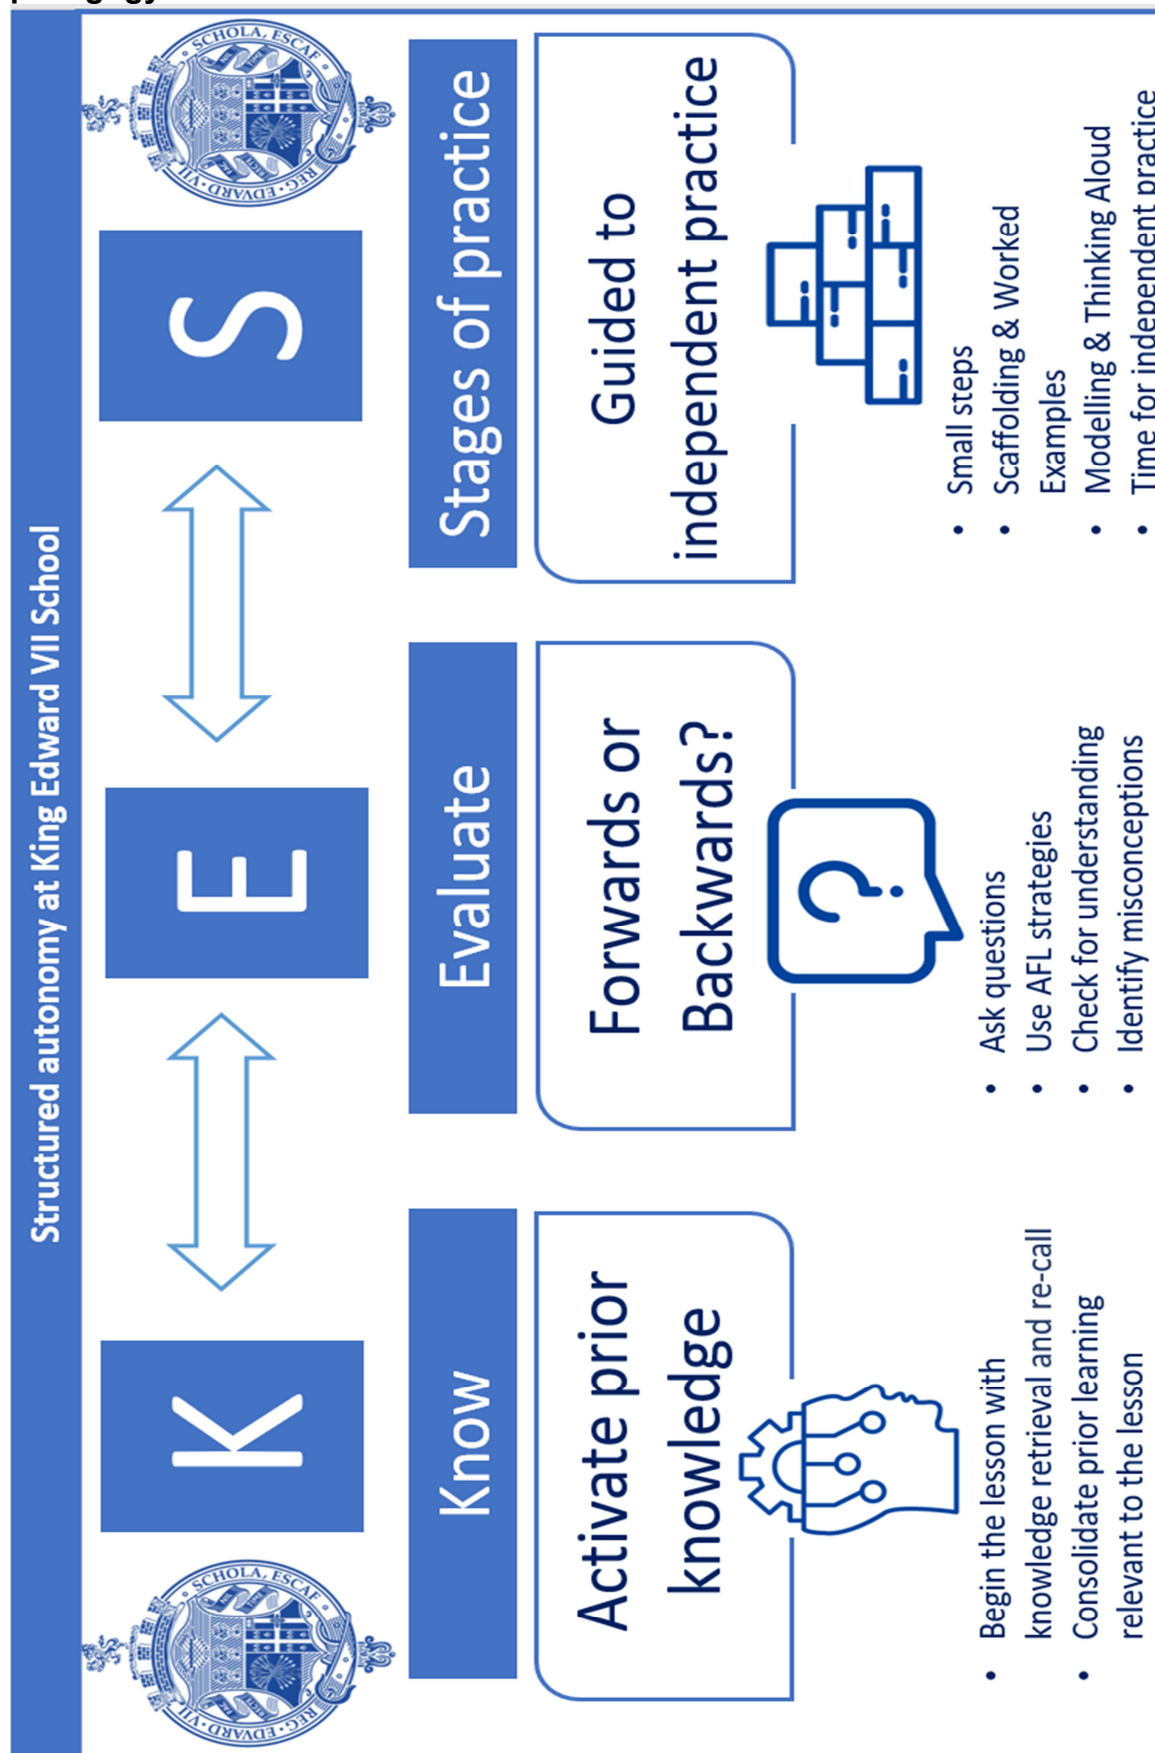 Structured autonomy at King Edward VII School
K
E
S
SCHOLA, ESCAF
REG·EDVARD·VII
SCHOLA, ESCAF
REG·EDVARD·VII
Know
Activate prior
knowledge
• Begin the lesson with
knowledge retrieval and re-call
• Consolidate prior learning
relevant to the lesson
Evaluate
Forwards or
Backwards?
?
• Ask questions
• Use AFL strategies
• Check for understanding
• Identify misconceptions
Stages of practice
Guided to
independent practice
• Small steps
• Scaffolding & Worked
Examples
• Modelling & Thinking Aloud
• Time for independent practice